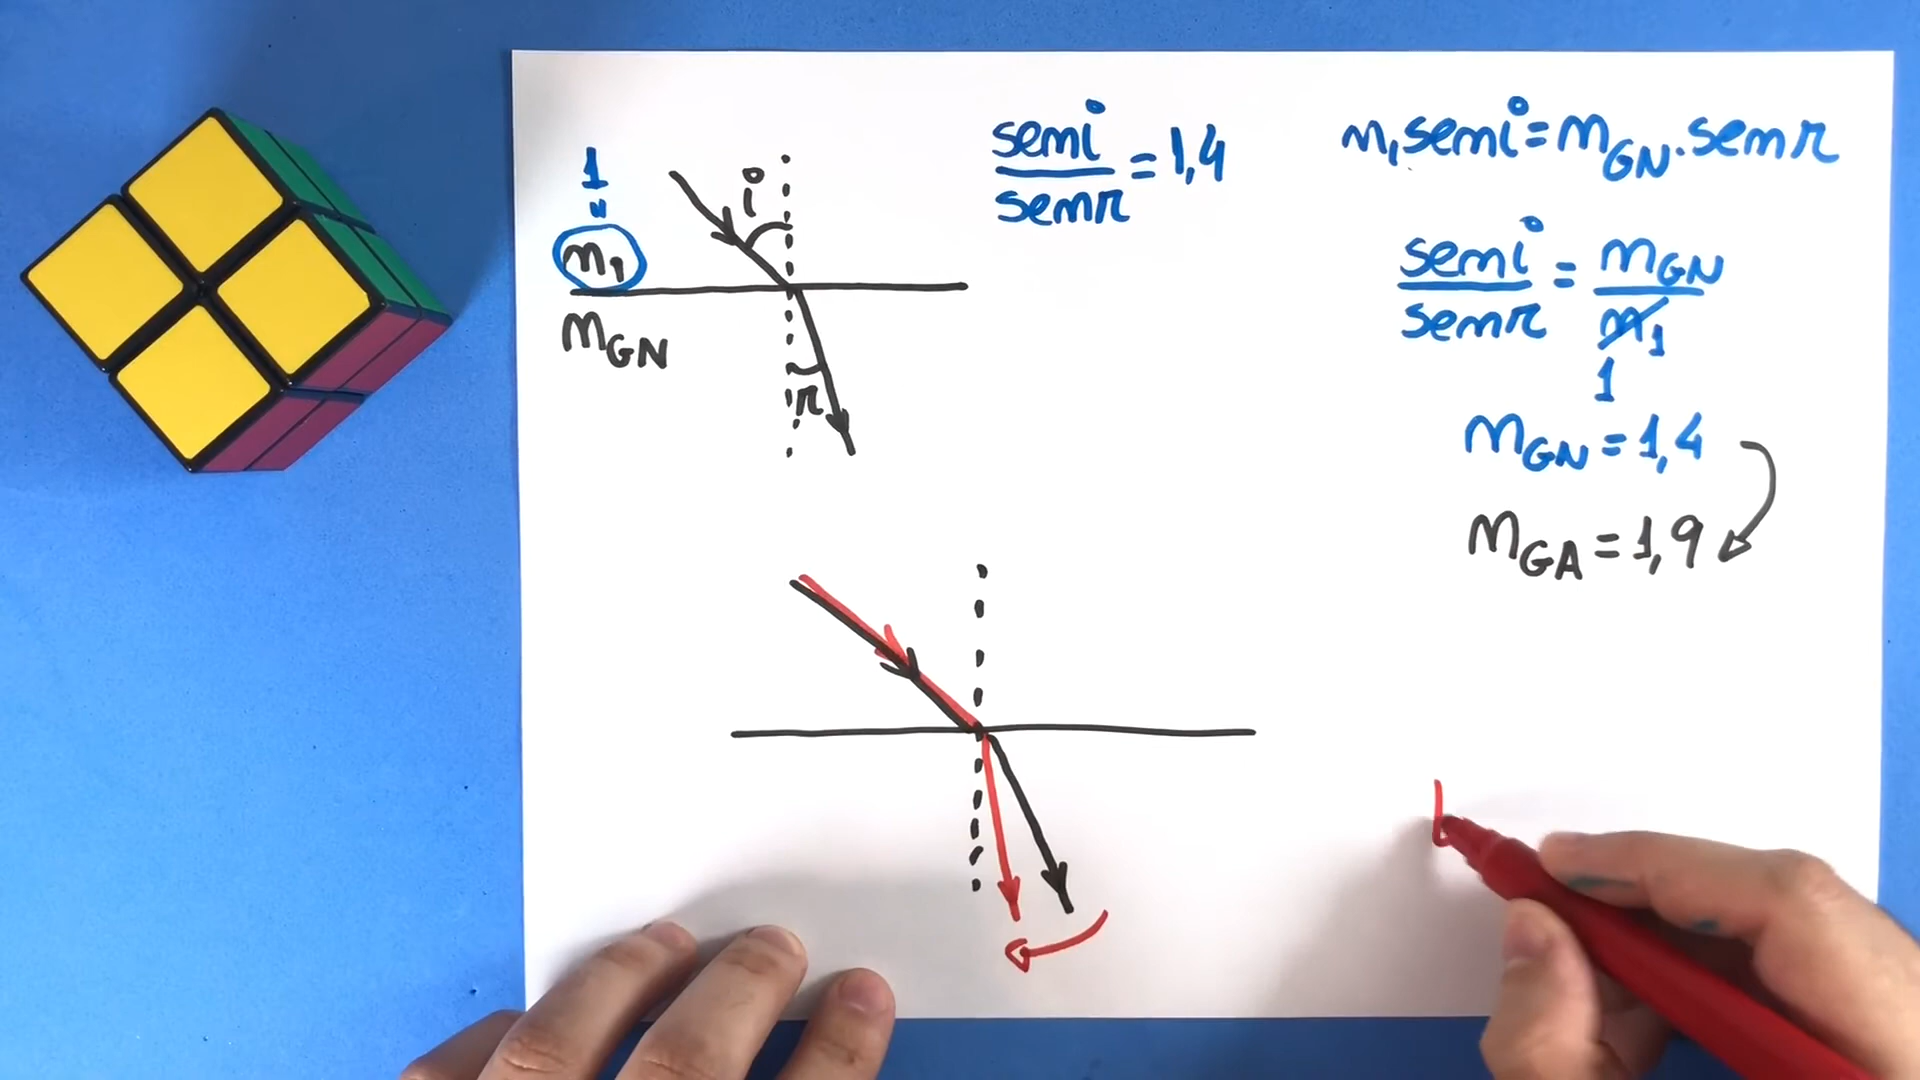 1
"
n₁
i
nGN
r
sen i / sen r = 1,4
n₁ sen i = nGN . sen r
sen i / sen r = nGN / n₁
1
nGN = 1,4
nGA = 1,9